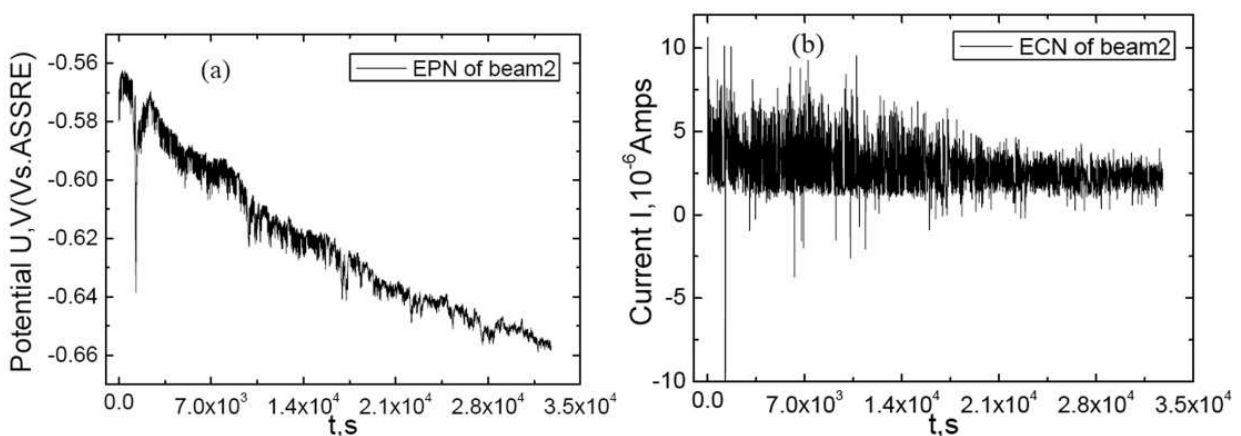 (a)
EPN of beam2
Potential U,V(Vs.ASSRE)
-0.56
-0.58
-0.60
-0.62
-0.64
-0.66
0.0 7.0x10³ 1.4x10⁴ 2.1x10⁴ 2.8x10⁴ 3.5x10⁴
t,s
(b)
ECN of beam2
Current I,10⁻⁶Amps
10
5
0
-5
-10
0.0 7.0x10³ 1.4x10⁴ 2.1x10⁴ 2.8x10⁴ 3.5x10⁴
t,s